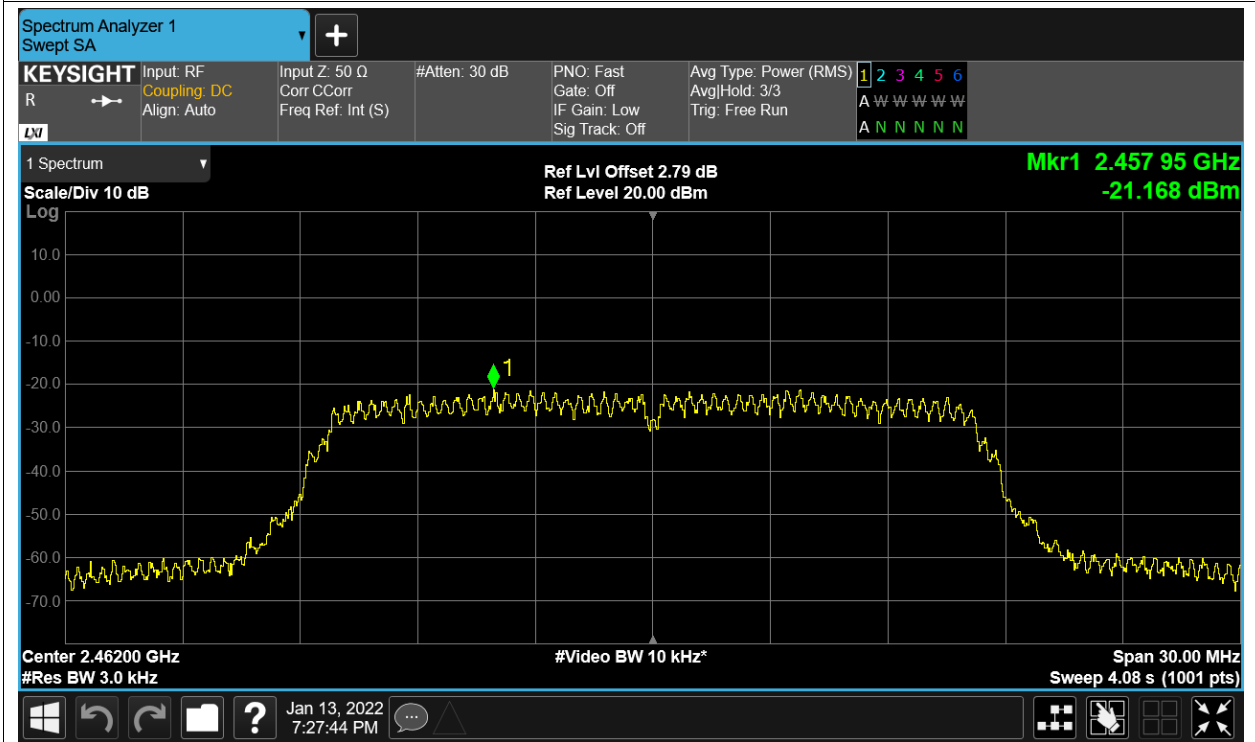 Spectrum Analyzer 1
Swept SA
KEYSIGHT
R
LXI
Input: RF
Coupling: DC
Align: Auto
Input Z: 50 Ω
Corr CCorr
Freq Ref: Int (S)
#Atten: 30 dB
PNO: Fast
Gate: Off
IF Gain: Low
Sig Track: Off
Avg Type: Power (RMS)
Avg|Hold: 3/3
Trig: Free Run
1 2 3 4 5 6
A W W W W W
A N N N N N
1 Spectrum
Scale/Div 10 dB
Log
Ref Lvl Offset 2.79 dB
Ref Level 20.00 dBm
Mkr1 2.457 95 GHz
-21.168 dBm
10.0
0.00
-10.0
1
-20.0
-30.0
-40.0
-50.0
-60.0
-70.0
Center 2.46200 GHz
#Res BW 3.0 kHz
#Video BW 10 kHz*
Span 30.00 MHz
Sweep 4.08 s (1001 pts)
?
Jan 13, 2022
7:27:44 PM